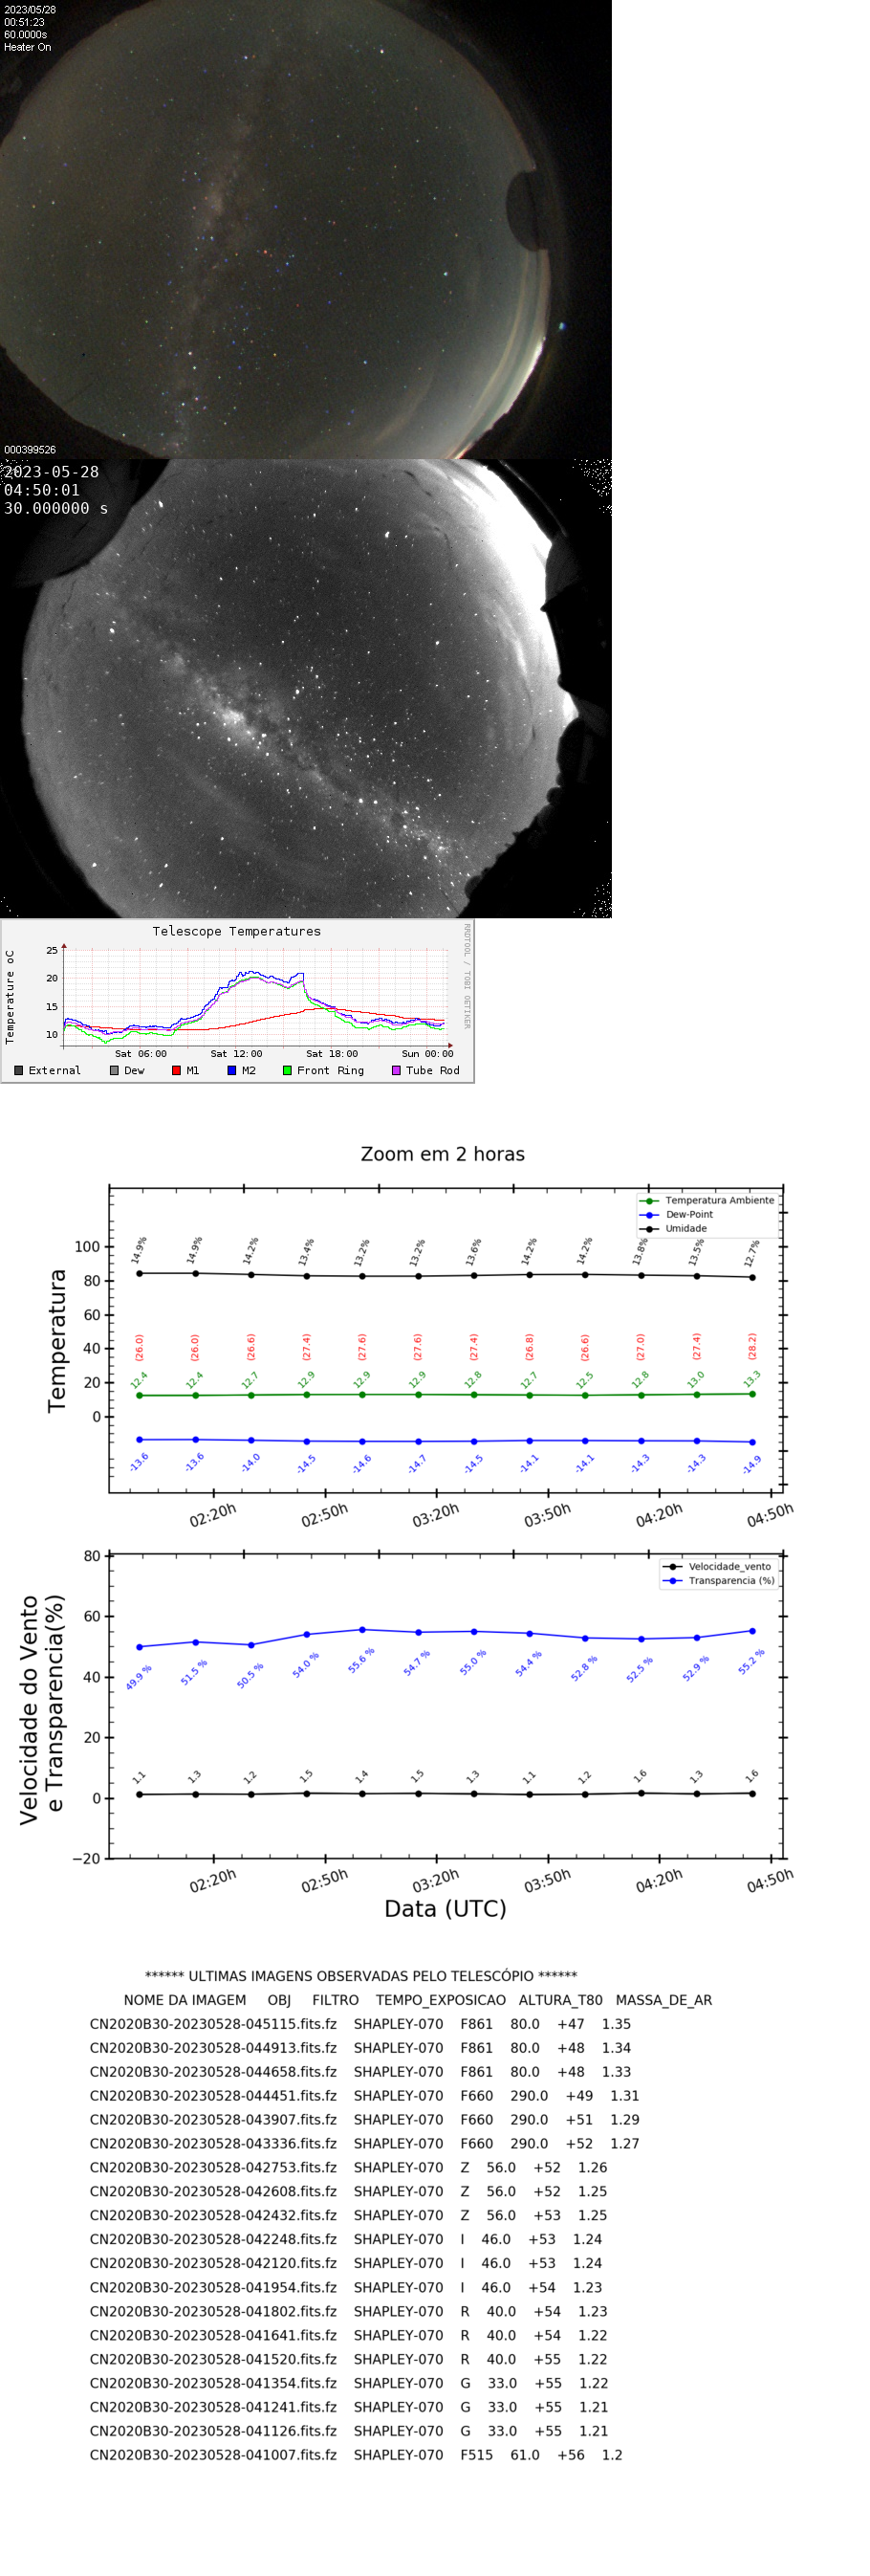 2023/05/28
00:51:23
60.0000s
Heater On
000399526
2023-05-28
04:50:01
30.000000 s
Telescope Temperatures
RRDTOOL / TOBI OETIKER
Temperature oC
25
20
15
10
Sat 06:00 Sat 12:00 Sat 18:00 Sun 00:00
External Dew M1 M2 Front Ring Tube Rod
Zoom em 2 horas
Temperatura Ambiente
Dew-Point
Umidade
Temperatura
100
80
60
40
20
0
14.9% 14.9% 14.2% 13.4% 13.2% 13.2% 13.6% 14.2% 14.2% 13.8% 13.5% 12.7%
(26.0) (26.0) (26.6) (27.4) (27.6) (27.6) (27.4) (26.8) (26.6) (27.0) (27.4) (28.2)
12.4 12.4 12.7 12.9 12.9 12.9 12.8 12.7 12.5 12.8 13.0 13.3
-13.6 -13.6 -14.0 -14.5 -14.6 -14.7 -14.5 -14.1 -14.1 -14.3 -14.3 -14.9
02:20h 02:50h 03:20h 03:50h 04:20h 04:50h
Velocidade_vento
Transparencia (%)
Velocidade do Vento
e Transparencia(%)
80
60
40
20
0
−20
49.9 % 51.5 % 50.5 % 54.0 % 55.6 % 54.7 % 55.0 % 54.4 % 52.8 % 52.5 % 52.9 % 55.2 %
1.1 1.3 1.2 1.5 1.4 1.5 1.3 1.1 1.2 1.6 1.3 1.6
02:20h 02:50h 03:20h 03:50h 04:20h 04:50h
Data (UTC)
****** ULTIMAS IMAGENS OBSERVADAS PELO TELESCÓPIO ******
NOME DA IMAGEM OBJ FILTRO TEMPO_EXPOSICAO ALTURA_T80 MASSA_DE_AR
CN2020B30-20230528-045115.fits.fz SHAPLEY-070 F861 80.0 +47 1.35
CN2020B30-20230528-044913.fits.fz SHAPLEY-070 F861 80.0 +48 1.34
CN2020B30-20230528-044658.fits.fz SHAPLEY-070 F861 80.0 +48 1.33
CN2020B30-20230528-044451.fits.fz SHAPLEY-070 F660 290.0 +49 1.31
CN2020B30-20230528-043907.fits.fz SHAPLEY-070 F660 290.0 +51 1.29
CN2020B30-20230528-043336.fits.fz SHAPLEY-070 F660 290.0 +52 1.27
CN2020B30-20230528-042753.fits.fz SHAPLEY-070 Z 56.0 +52 1.26
CN2020B30-20230528-042608.fits.fz SHAPLEY-070 Z 56.0 +52 1.25
CN2020B30-20230528-042432.fits.fz SHAPLEY-070 Z 56.0 +53 1.25
CN2020B30-20230528-042248.fits.fz SHAPLEY-070 I 46.0 +53 1.24
CN2020B30-20230528-042120.fits.fz SHAPLEY-070 I 46.0 +53 1.24
CN2020B30-20230528-041954.fits.fz SHAPLEY-070 I 46.0 +54 1.23
CN2020B30-20230528-041802.fits.fz SHAPLEY-070 R 40.0 +54 1.23
CN2020B30-20230528-041641.fits.fz SHAPLEY-070 R 40.0 +54 1.22
CN2020B30-20230528-041520.fits.fz SHAPLEY-070 R 40.0 +55 1.22
CN2020B30-20230528-041354.fits.fz SHAPLEY-070 G 33.0 +55 1.22
CN2020B30-20230528-041241.fits.fz SHAPLEY-070 G 33.0 +55 1.21
CN2020B30-20230528-041126.fits.fz SHAPLEY-070 G 33.0 +55 1.21
CN2020B30-20230528-041007.fits.fz SHAPLEY-070 F515 61.0 +56 1.2